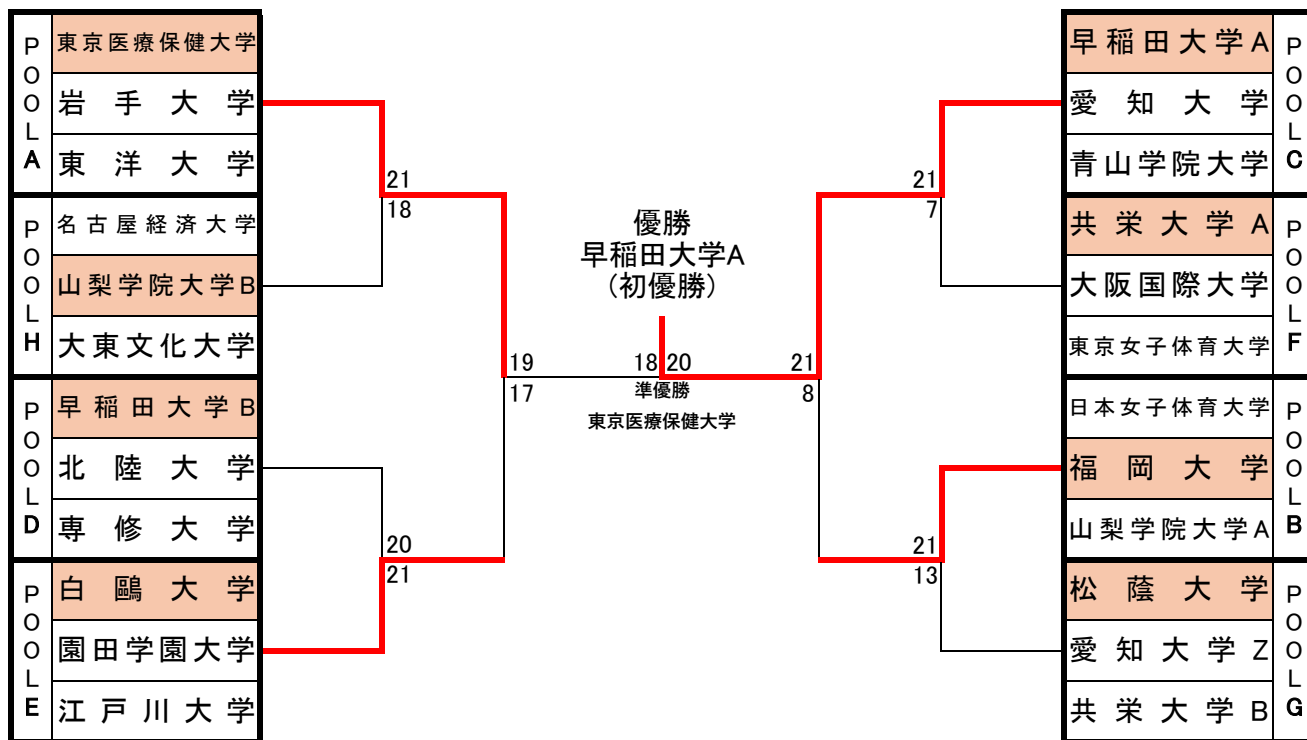 POOL A
東京医療保健大学
岩手大学
東洋大学
POOL H
名古屋経済大学
山梨学院大学B
大東文化大学
POOL D
早稲田大学B
北陸大学
専修大学
POOL E
白鷗大学
園田学園大学
江戸川大学
21
18
20
21
19
17
優勝
早稲田大学A
（初優勝）
18 20
準優勝
東京医療保健大学
21
8
21
7
21
13
早稲田大学A
愛知大学
青山学院大学
POOL C
共栄大学A
大阪国際大学
東京女子体育大学
POOL F
日本女子体育大学
福岡大学
山梨学院大学A
POOL B
松蔭大学
愛知大学Z
共栄大学B
POOL G